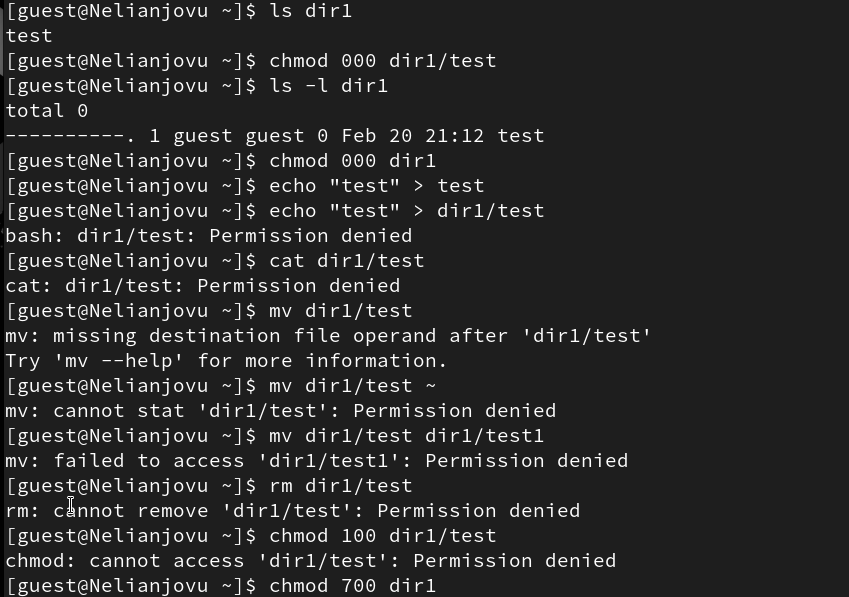 [guest@Nelianjovu ~]$ ls dir1
test
[guest@Nelianjovu ~]$ chmod 000 dir1/test
[guest@Nelianjovu ~]$ ls -l dir1
total 0
----------. 1 guest guest 0 Feb 20 21:12 test
[guest@Nelianjovu ~]$ chmod 000 dir1
[guest@Nelianjovu ~]$ echo "test" > test
[guest@Nelianjovu ~]$ echo "test" > dir1/test
bash: dir1/test: Permission denied
[guest@Nelianjovu ~]$ cat dir1/test
cat: dir1/test: Permission denied
[guest@Nelianjovu ~]$ mv dir1/test
mv: missing destination file operand after 'dir1/test'
Try 'mv --help' for more information.
[guest@Nelianjovu ~]$ mv dir1/test ~
mv: cannot stat 'dir1/test': Permission denied
[guest@Nelianjovu ~]$ mv dir1/test dir1/test1
mv: failed to access 'dir1/test1': Permission denied
[guest@Nelianjovu ~]$ rm dir1/test
rm: cannot remove 'dir1/test': Permission denied
[guest@Nelianjovu ~]$ chmod 100 dir1/test
chmod: cannot access 'dir1/test': Permission denied
[guest@Nelianjovu ~]$ chmod 700 dir1